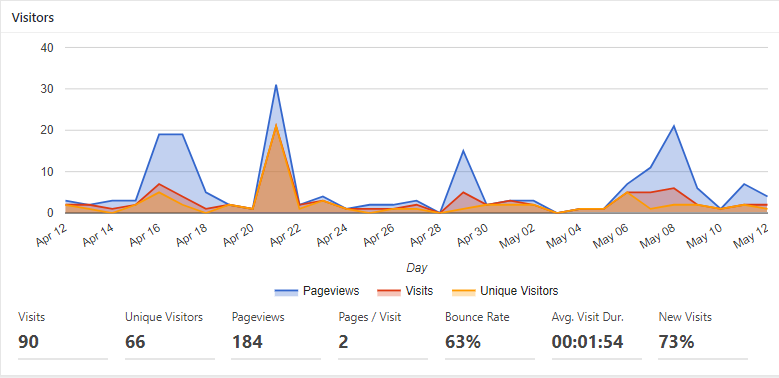 Visitors
40
30
20
10
0
Apr 12 Apr 14 Apr 16 Apr 18 Apr 20 Apr 22 Apr 24 Apr 26 Apr 28 Apr 30 May 02 May 04 May 06 May 08 May 10 May 12
Day
Pageviews Visits Unique Visitors
Visits Unique Visitors Pageviews Pages / Visit Bounce Rate Avg. Visit Dur. New Visits
90 66 184 2 63% 00:01:54 73%